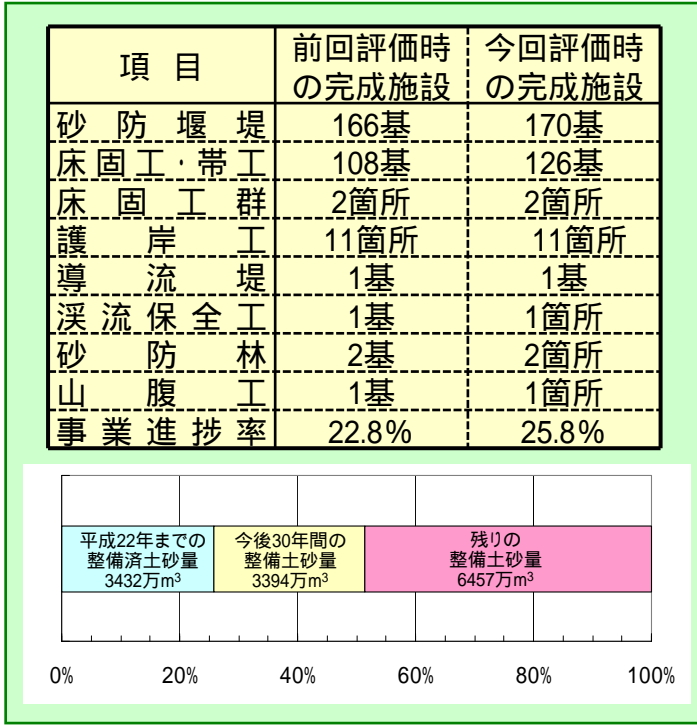 項目 前回評価時の完成施設 今回評価時の完成施設
砂防堰堤 166基 170基
床固工・帯工 108基 126基
床固工群 2箇所 2箇所
護岸工 11箇所 11箇所
導流堤 1基 1基
渓流保全工 1基 1箇所
砂防林 2基 2箇所
山腹工 1基 1箇所
事業進捗率 22.8% 25.8%
平成22年までの
整備済土砂量
3432万m³
今後30年間の
整備土砂量
3394万m³
残りの
整備土砂量
6457万m³
0% 20% 40% 60% 80% 100%